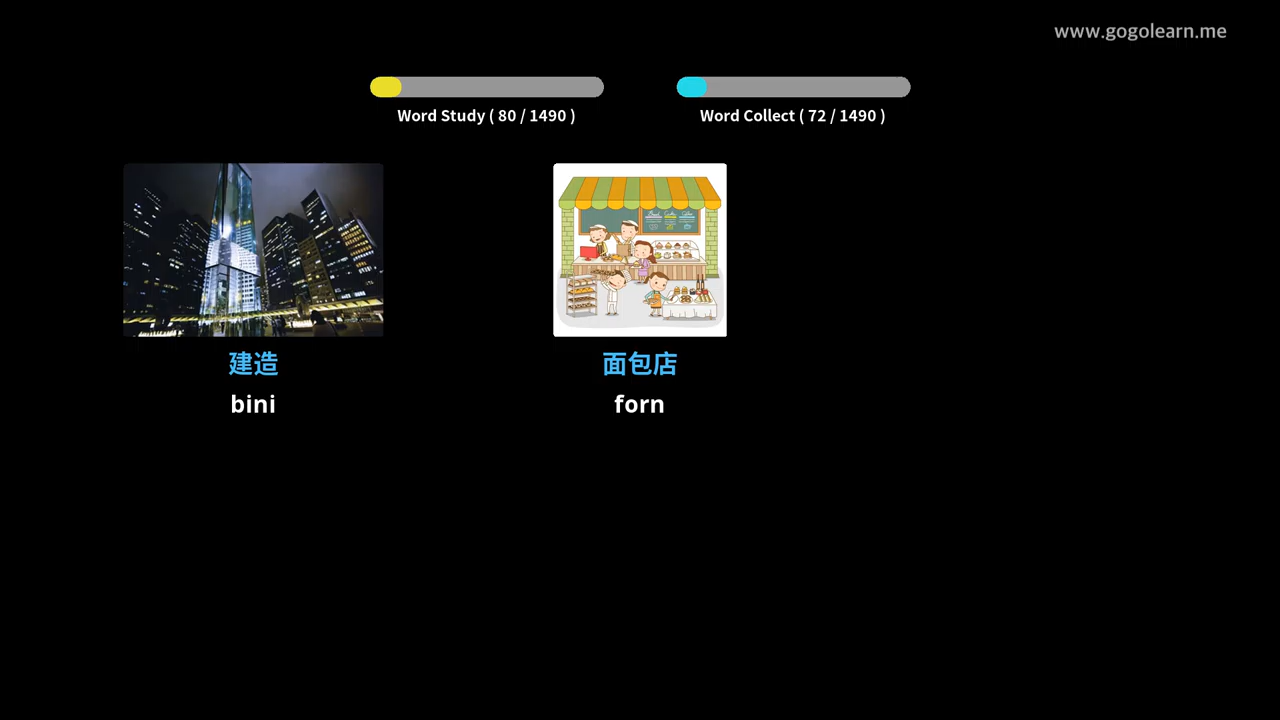 www.gogolearn.me
Word Study ( 80 / 1490 )
Word Collect ( 72 / 1490 )
建造
bini
面包店
forn